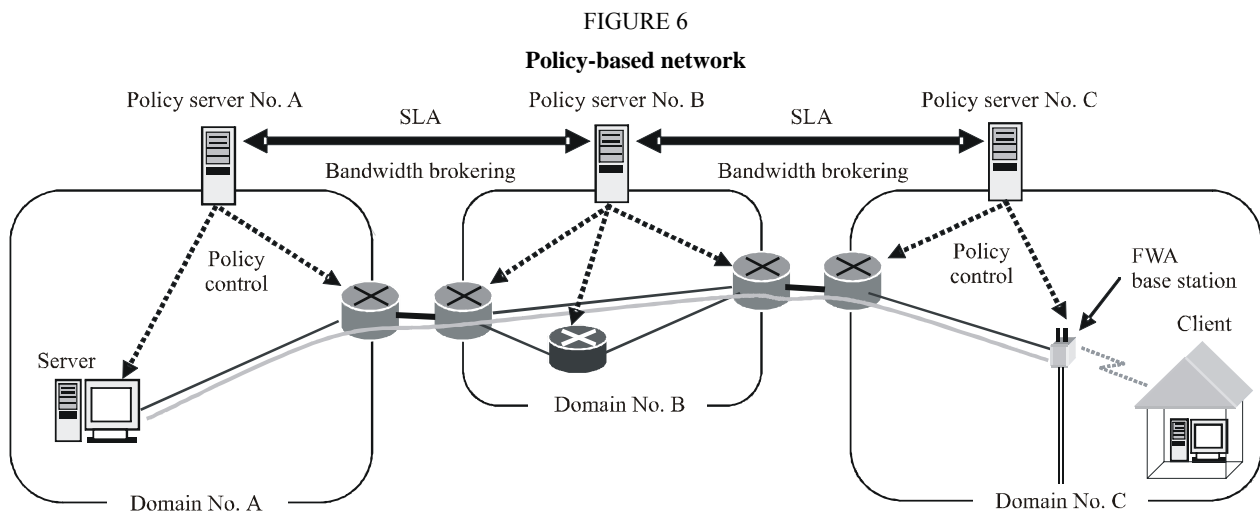 FIGURE 6
Policy-based network
Policy server No. A
Policy server No. B
Policy server No. C
SLA
SLA
Bandwidth brokering
Bandwidth brokering
Policy
control
Policy
control
FWA
base station
Client
Server
Domain No. A
Domain No. B
Domain No. C